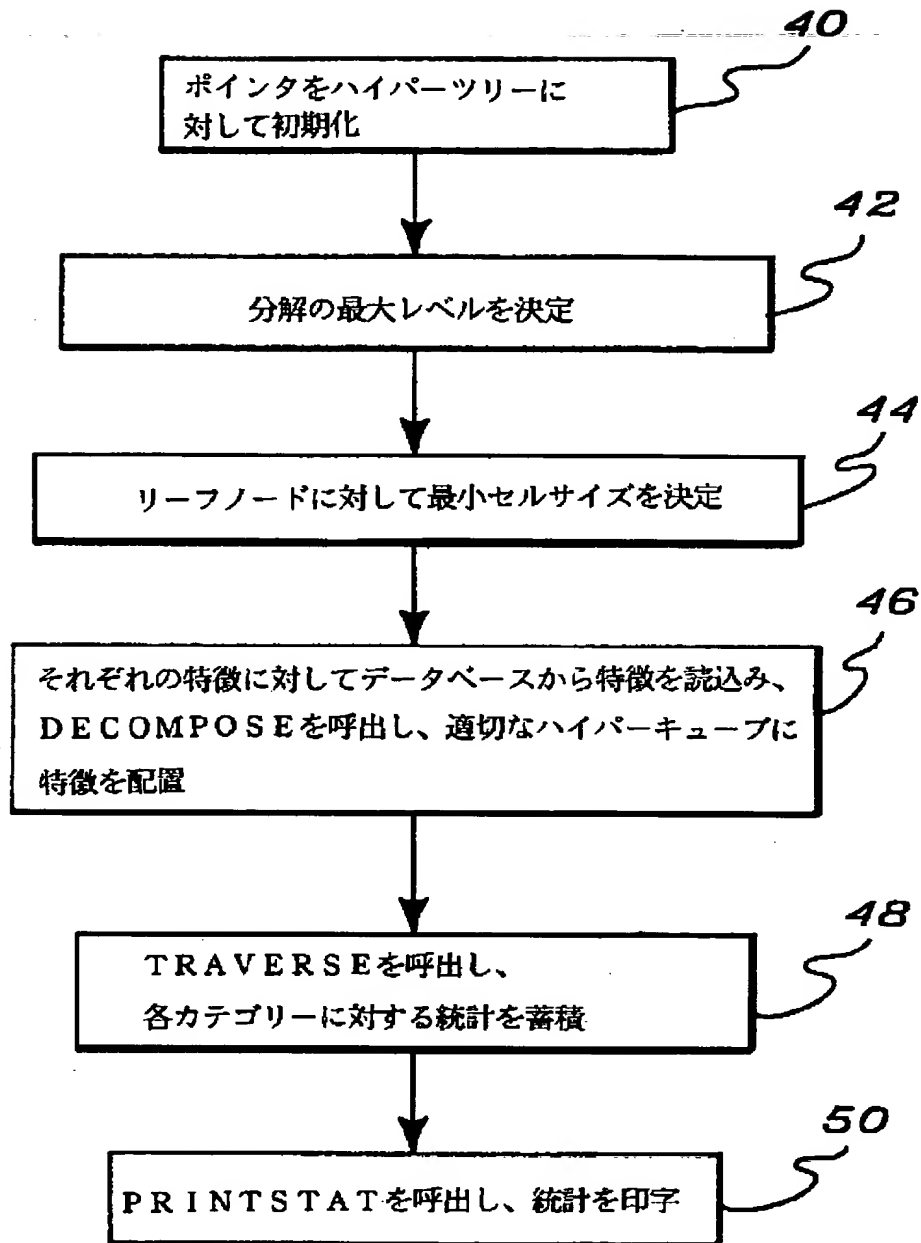 40
ポインタをハイパーツリーに
対して初期化
42
分解の最大レベルを決定
44
リーフノードに対して最小セルサイズを決定
46
それぞれの特徴に対してデータベースから特徴を読込み、
DECOMPOSEを呼出し、適切なハイパーキューブに
特徴を配置
48
TRAVERSEを呼出し、
各カテゴリーに対する統計を蓄積
50
PRINTSTATを呼出し、統計を印字